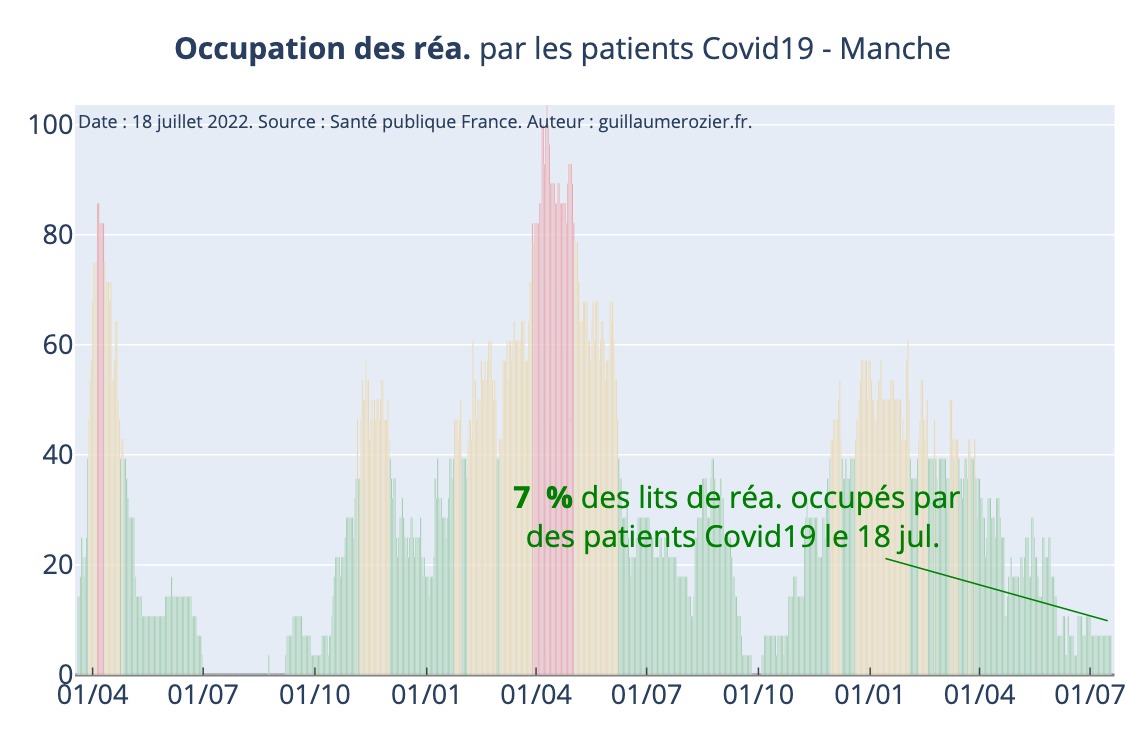 Occupation des réa. par les patients Covid19 - Manche
Date : 18 juillet 2022. Source : Santé publique France. Auteur : guillaumerozier.fr.
100
80
60
40
7 % des lits de réa. occupés par
des patients Covid19 le 18 jul.
20
0
01/04 01/07 01/10 01/01 01/04 01/07 01/10 01/01 01/04 01/07